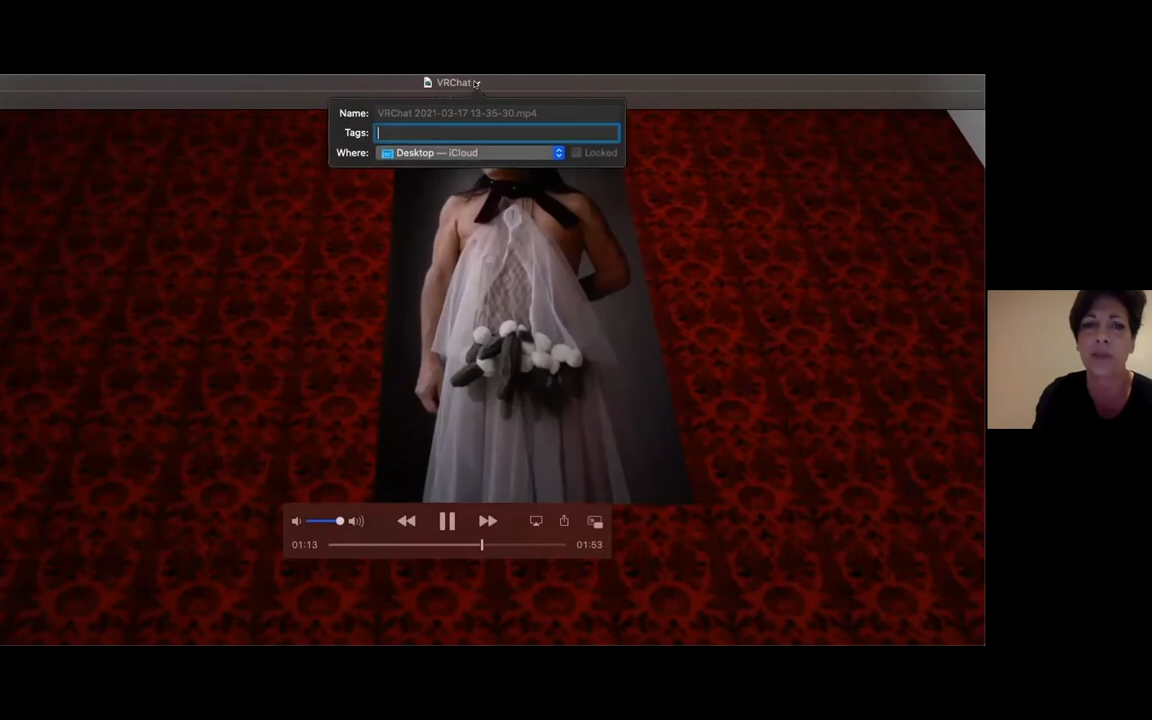 VRChat
Name: VRChat 2021-03-17 13-35-30.mp4
Tags:
Where: Desktop — iCloud Locked
01:13 01:53